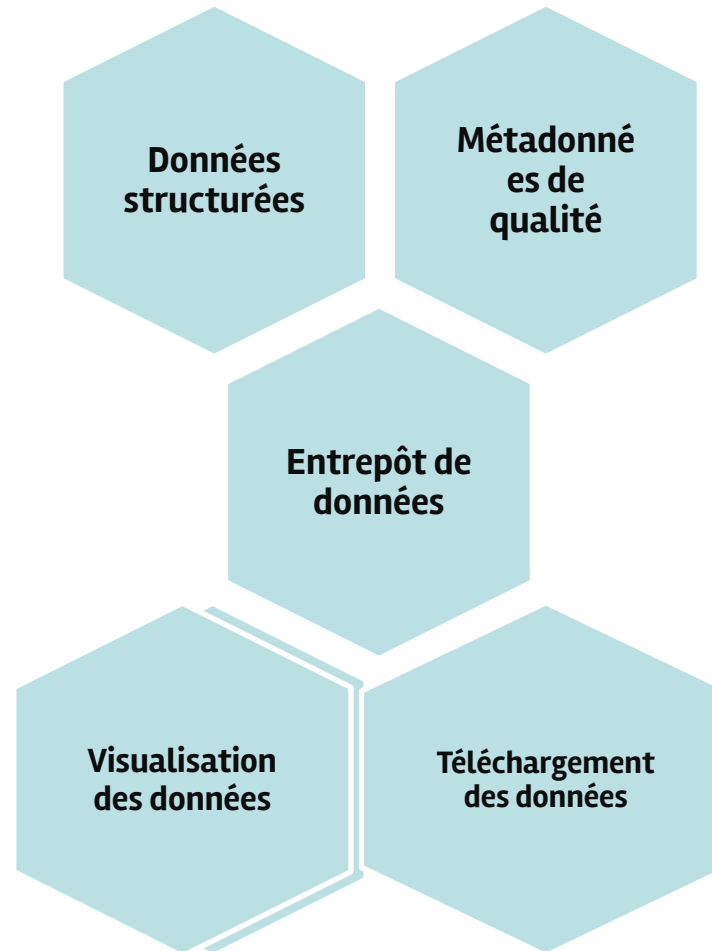 Données
structurées
Métadonné
es de
qualité
Entrepôt de
données
Visualisation
des données
Téléchargement
des données